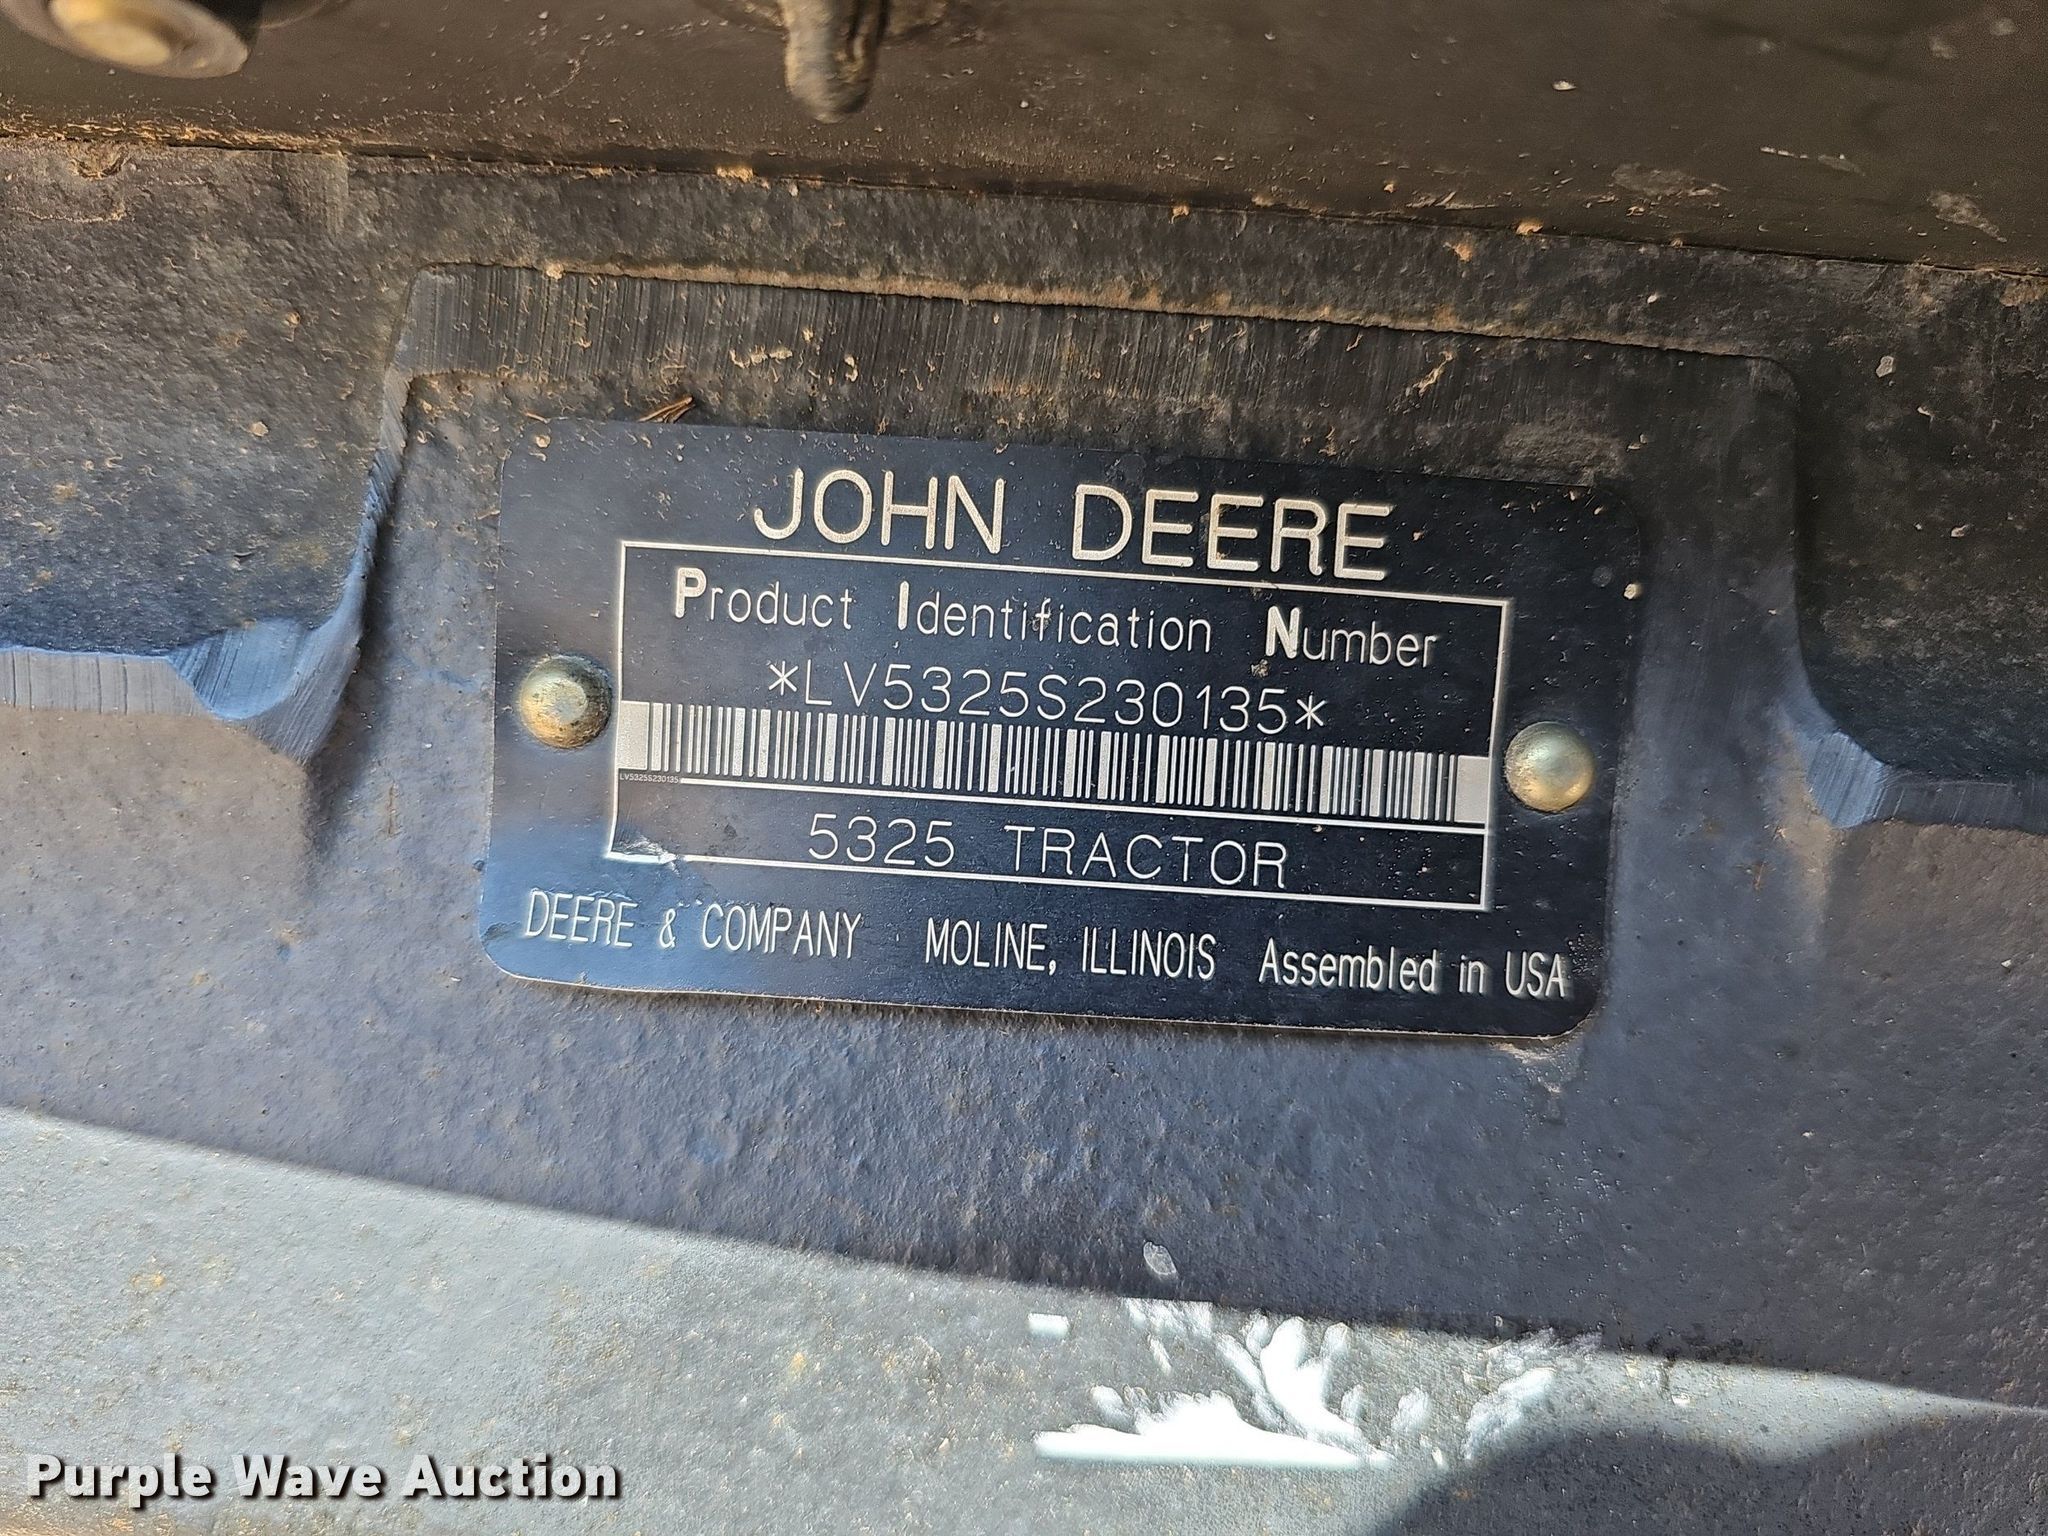 JOHN DEERE
Product Identification Number
*LV5325S230135*
LV5325S230135
5325 TRACTOR
DEERE & COMPANY MOLINE, ILLINOIS Assembled in USA
Purple Wave Auction